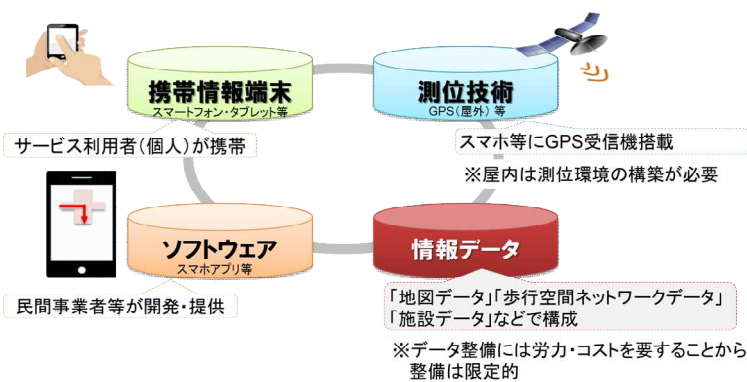 携帯情報端末
スマートフォン・タブレット等
サービス利用者(個人)が携帯
測位技術
GPS(屋外) 等
スマホ等にGPS受信機搭載
※屋内は測位環境の構築が必要
ソフトウェア
スマホアプリ等
民間事業者等が開発・提供
情報データ
「地図データ」「歩行空間ネットワークデータ」
「施設データ」などで構成
※データ整備には労力・コストを要することから
整備は限定的